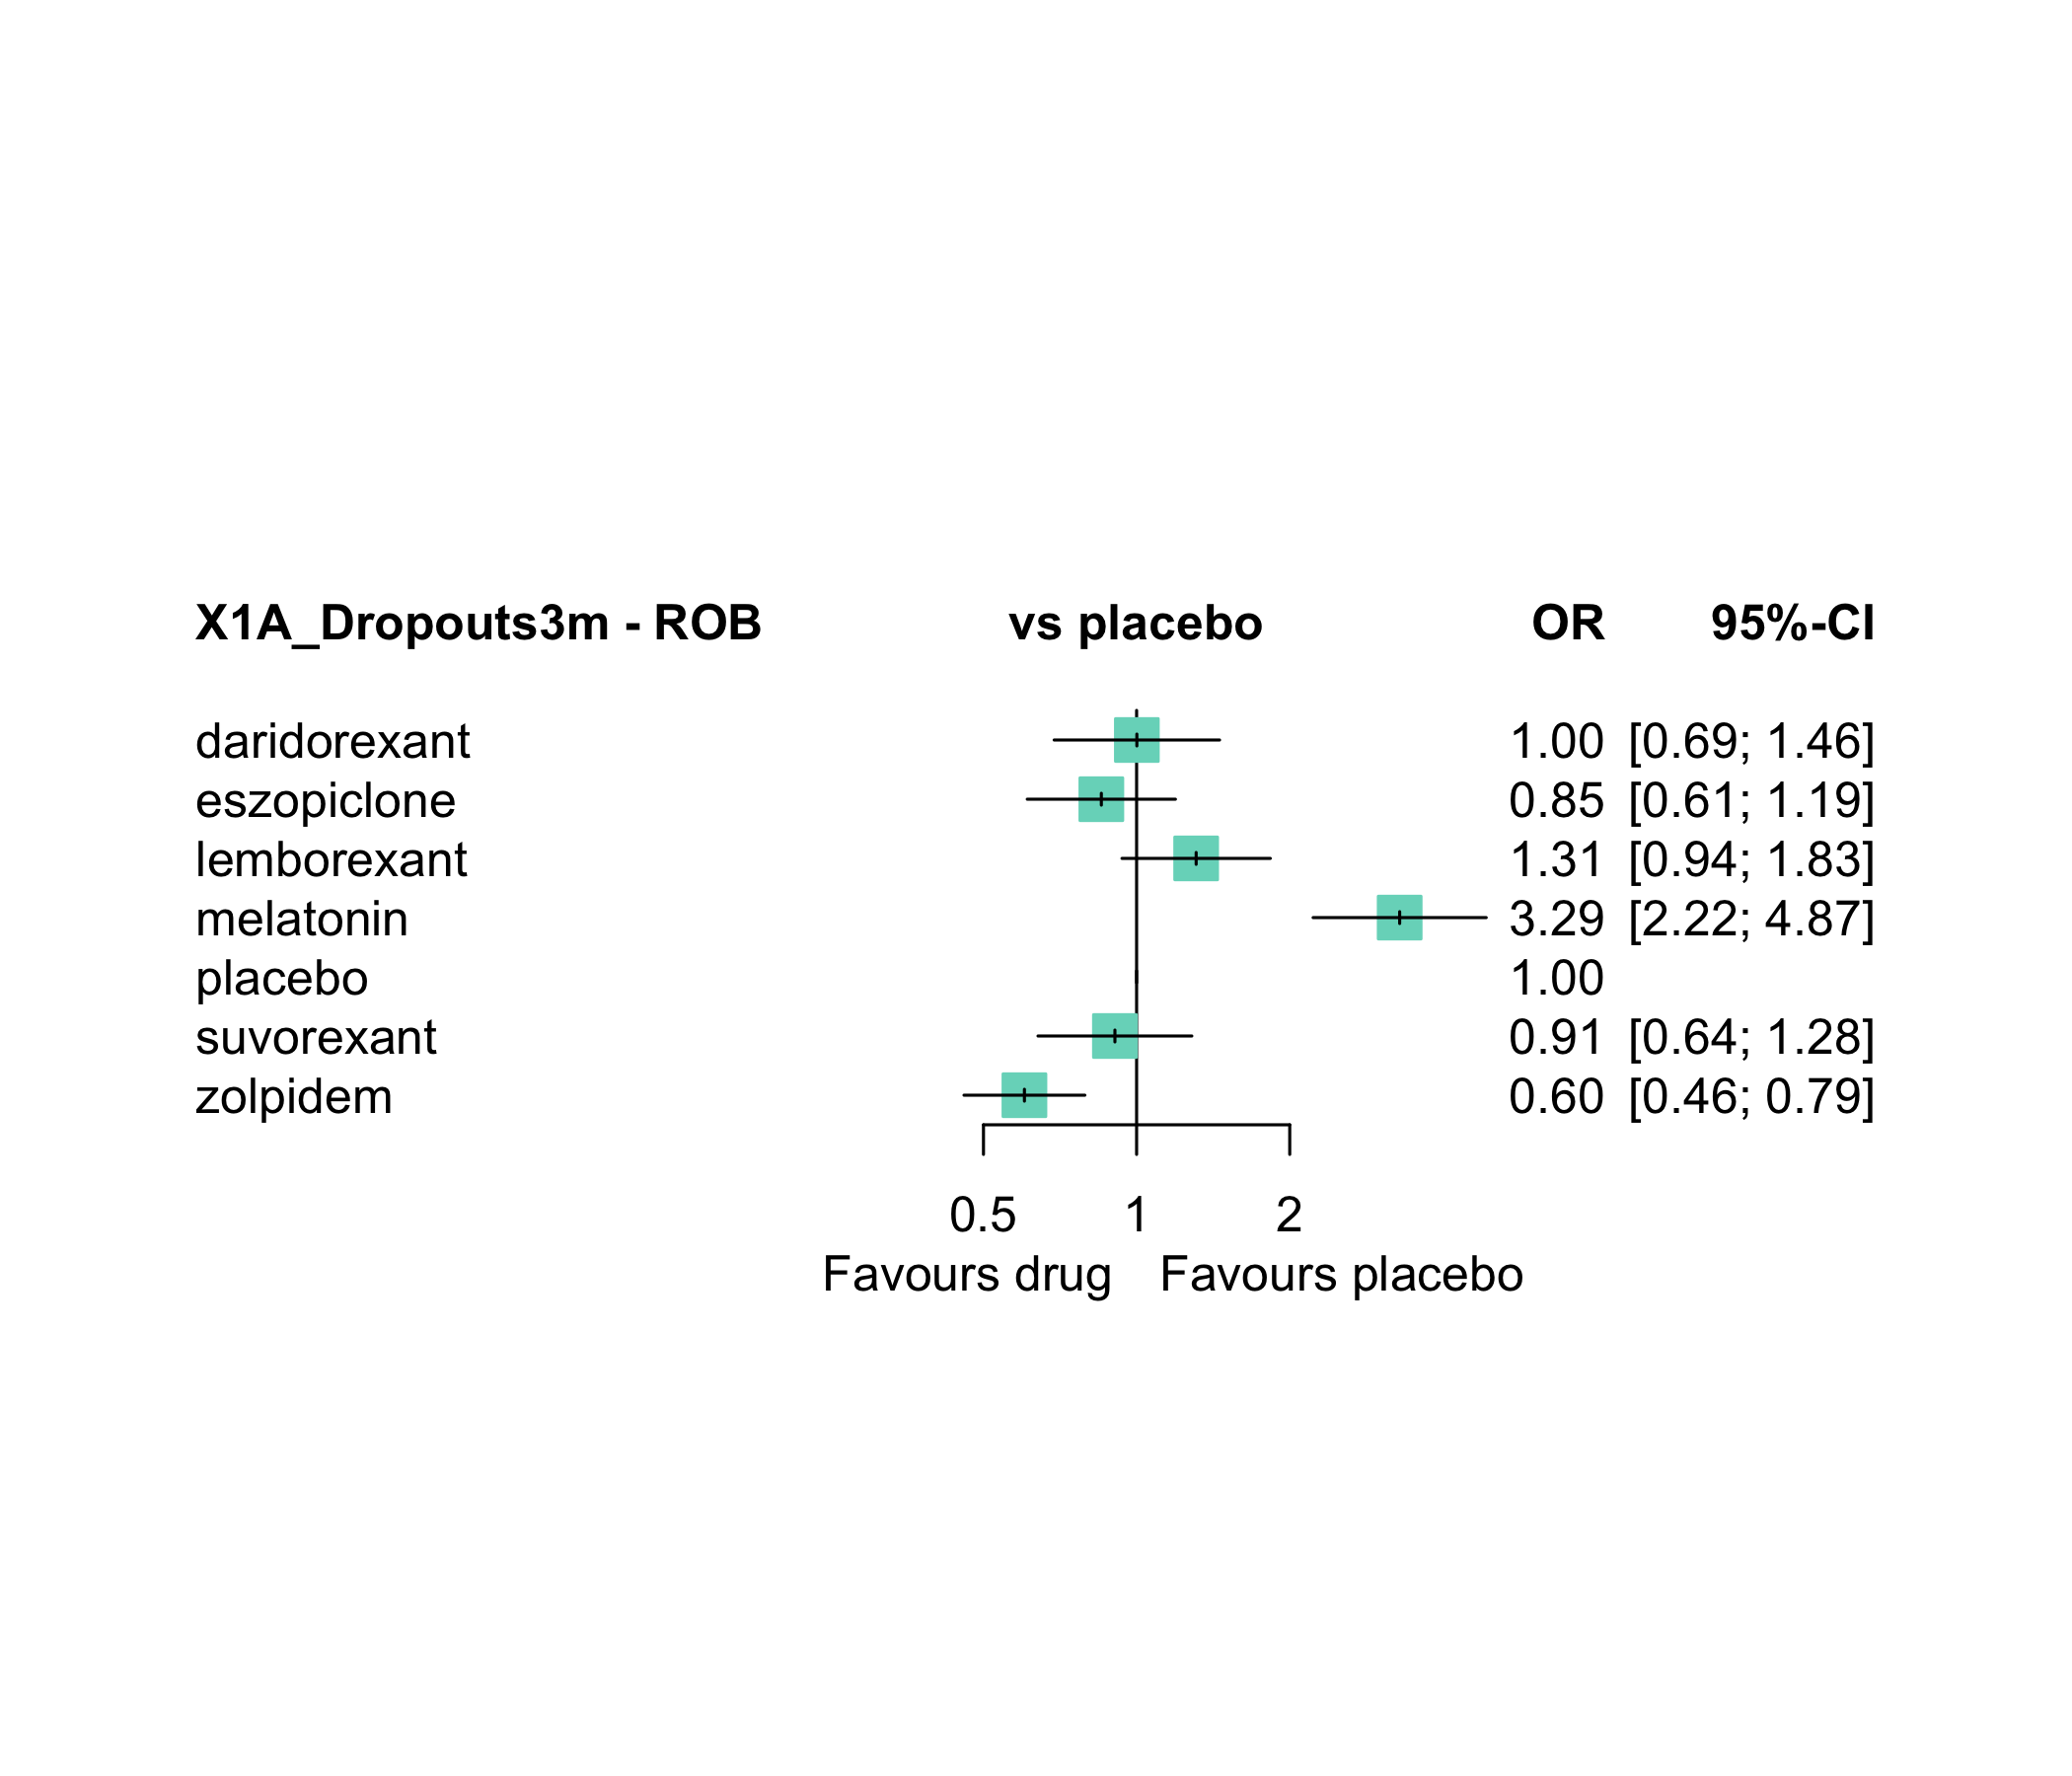 X1A_Dropouts3m - ROB vs placebo OR 95%-CI
daridorexant 1.00 [0.69; 1.46]
eszopiclone 0.85 [0.61; 1.19]
lemborexant 1.31 [0.94; 1.83]
melatonin 3.29 [2.22; 4.87]
placebo 1.00
suvorexant 0.91 [0.64; 1.28]
zolpidem 0.60 [0.46; 0.79]
0.5 1 2
Favours drug Favours placebo